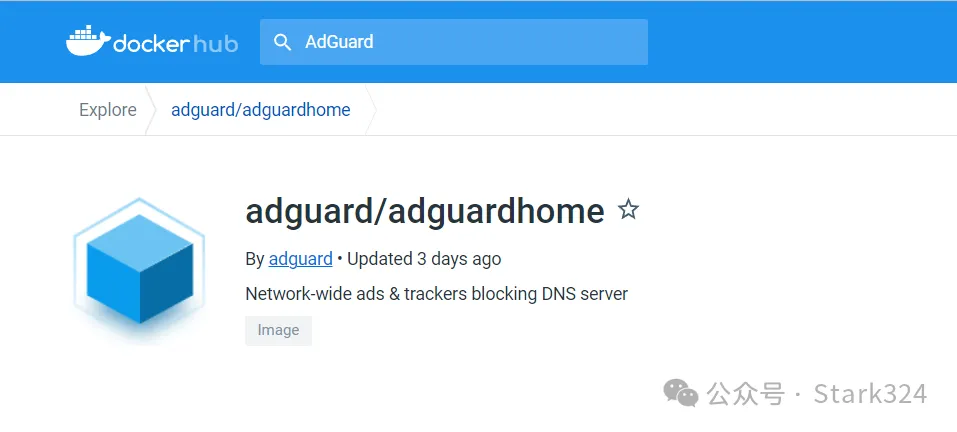 dockerhub
AdGuard
Explore
adguard/adguardhome
adguard/adguardhome
By adguard • Updated 3 days ago
Network-wide ads & trackers blocking DNS server
Image
公众号 · Stark324